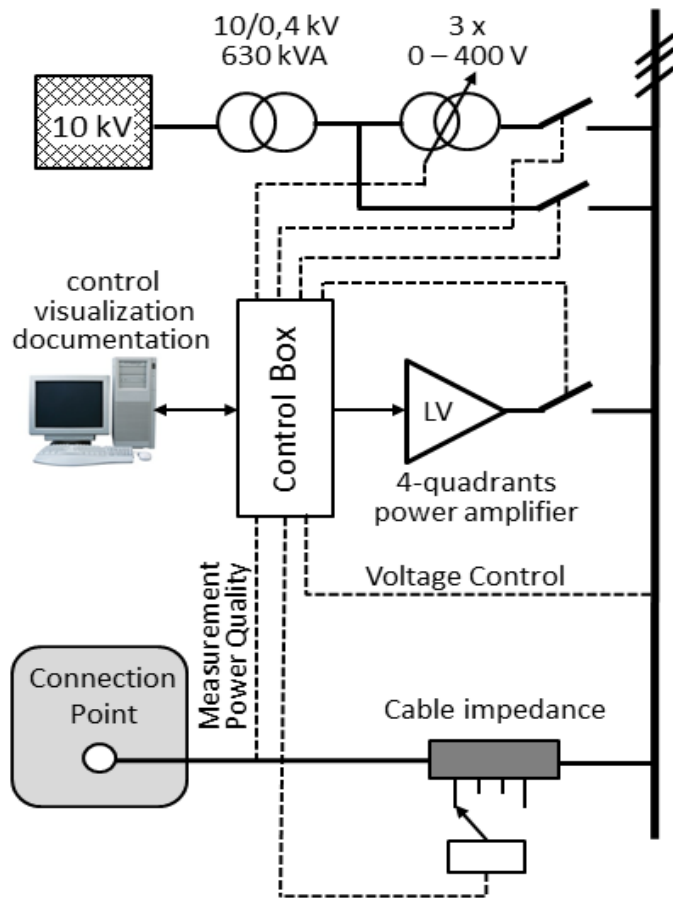 10/0,4 kV
630 kVA
3 x
0 – 400 V
10 kV
control
visualization
documentation
Control Box
LV
4-quadrants
power amplifier
Voltage Control
Measurement
Power Quality
Connection
Point
Cable impedance